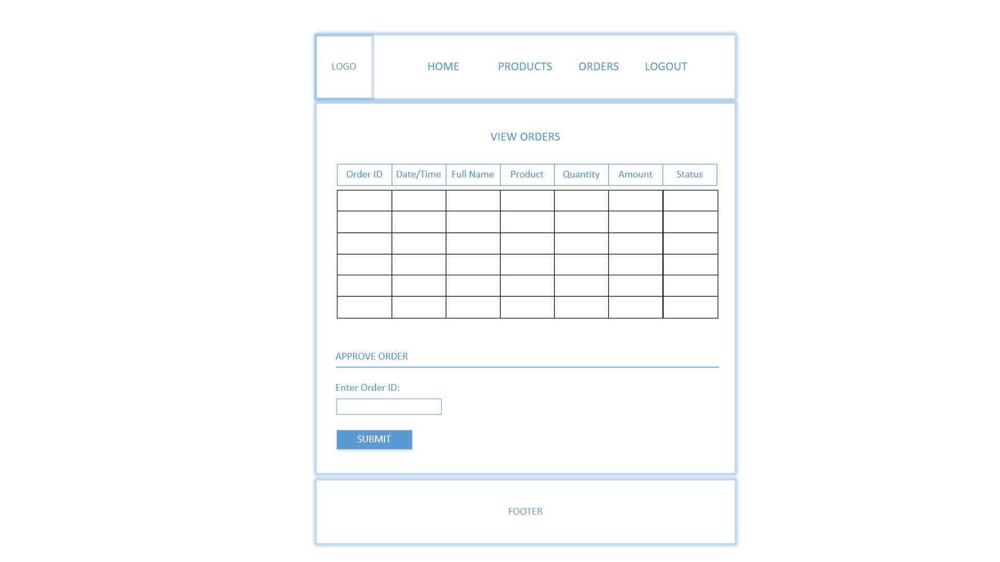 LOGO
HOME PRODUCTS ORDERS LOGOUT
VIEW ORDERS
Order ID Date/Time Full Name Product Quantity Amount Status
APPROVE ORDER
Enter Order ID:
SUBMIT
FOOTER